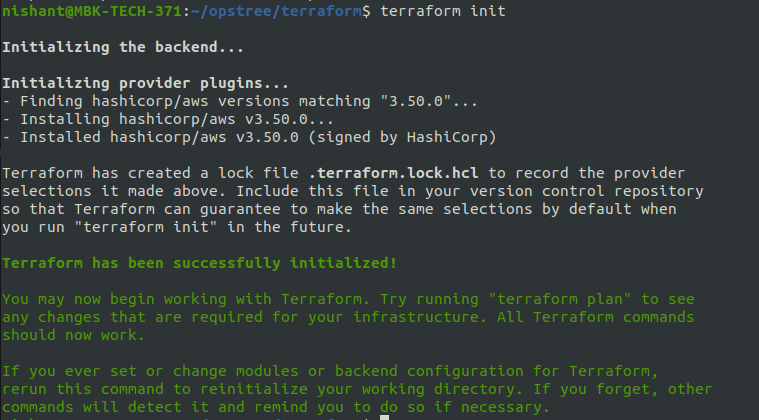 nishant@MBK-TECH-371:~/opstree/terraform$ terraform init
Initializing the backend...
Initializing provider plugins...
- Finding hashicorp/aws versions matching "3.50.0"...
- Installing hashicorp/aws v3.50.0...
- Installed hashicorp/aws v3.50.0 (signed by HashiCorp)
Terraform has created a lock file .terraform.lock.hcl to record the provider
selections it made above. Include this file in your version control repository
so that Terraform can guarantee to make the same selections by default when
you run "terraform init" in the future.
Terraform has been successfully initialized!
You may now begin working with Terraform. Try running "terraform plan" to see
any changes that are required for your infrastructure. All Terraform commands
should now work.
If you ever set or change modules or backend configuration for Terraform,
rerun this command to reinitialize your working directory. If you forget, other
commands will detect it and remind you to do so if necessary.